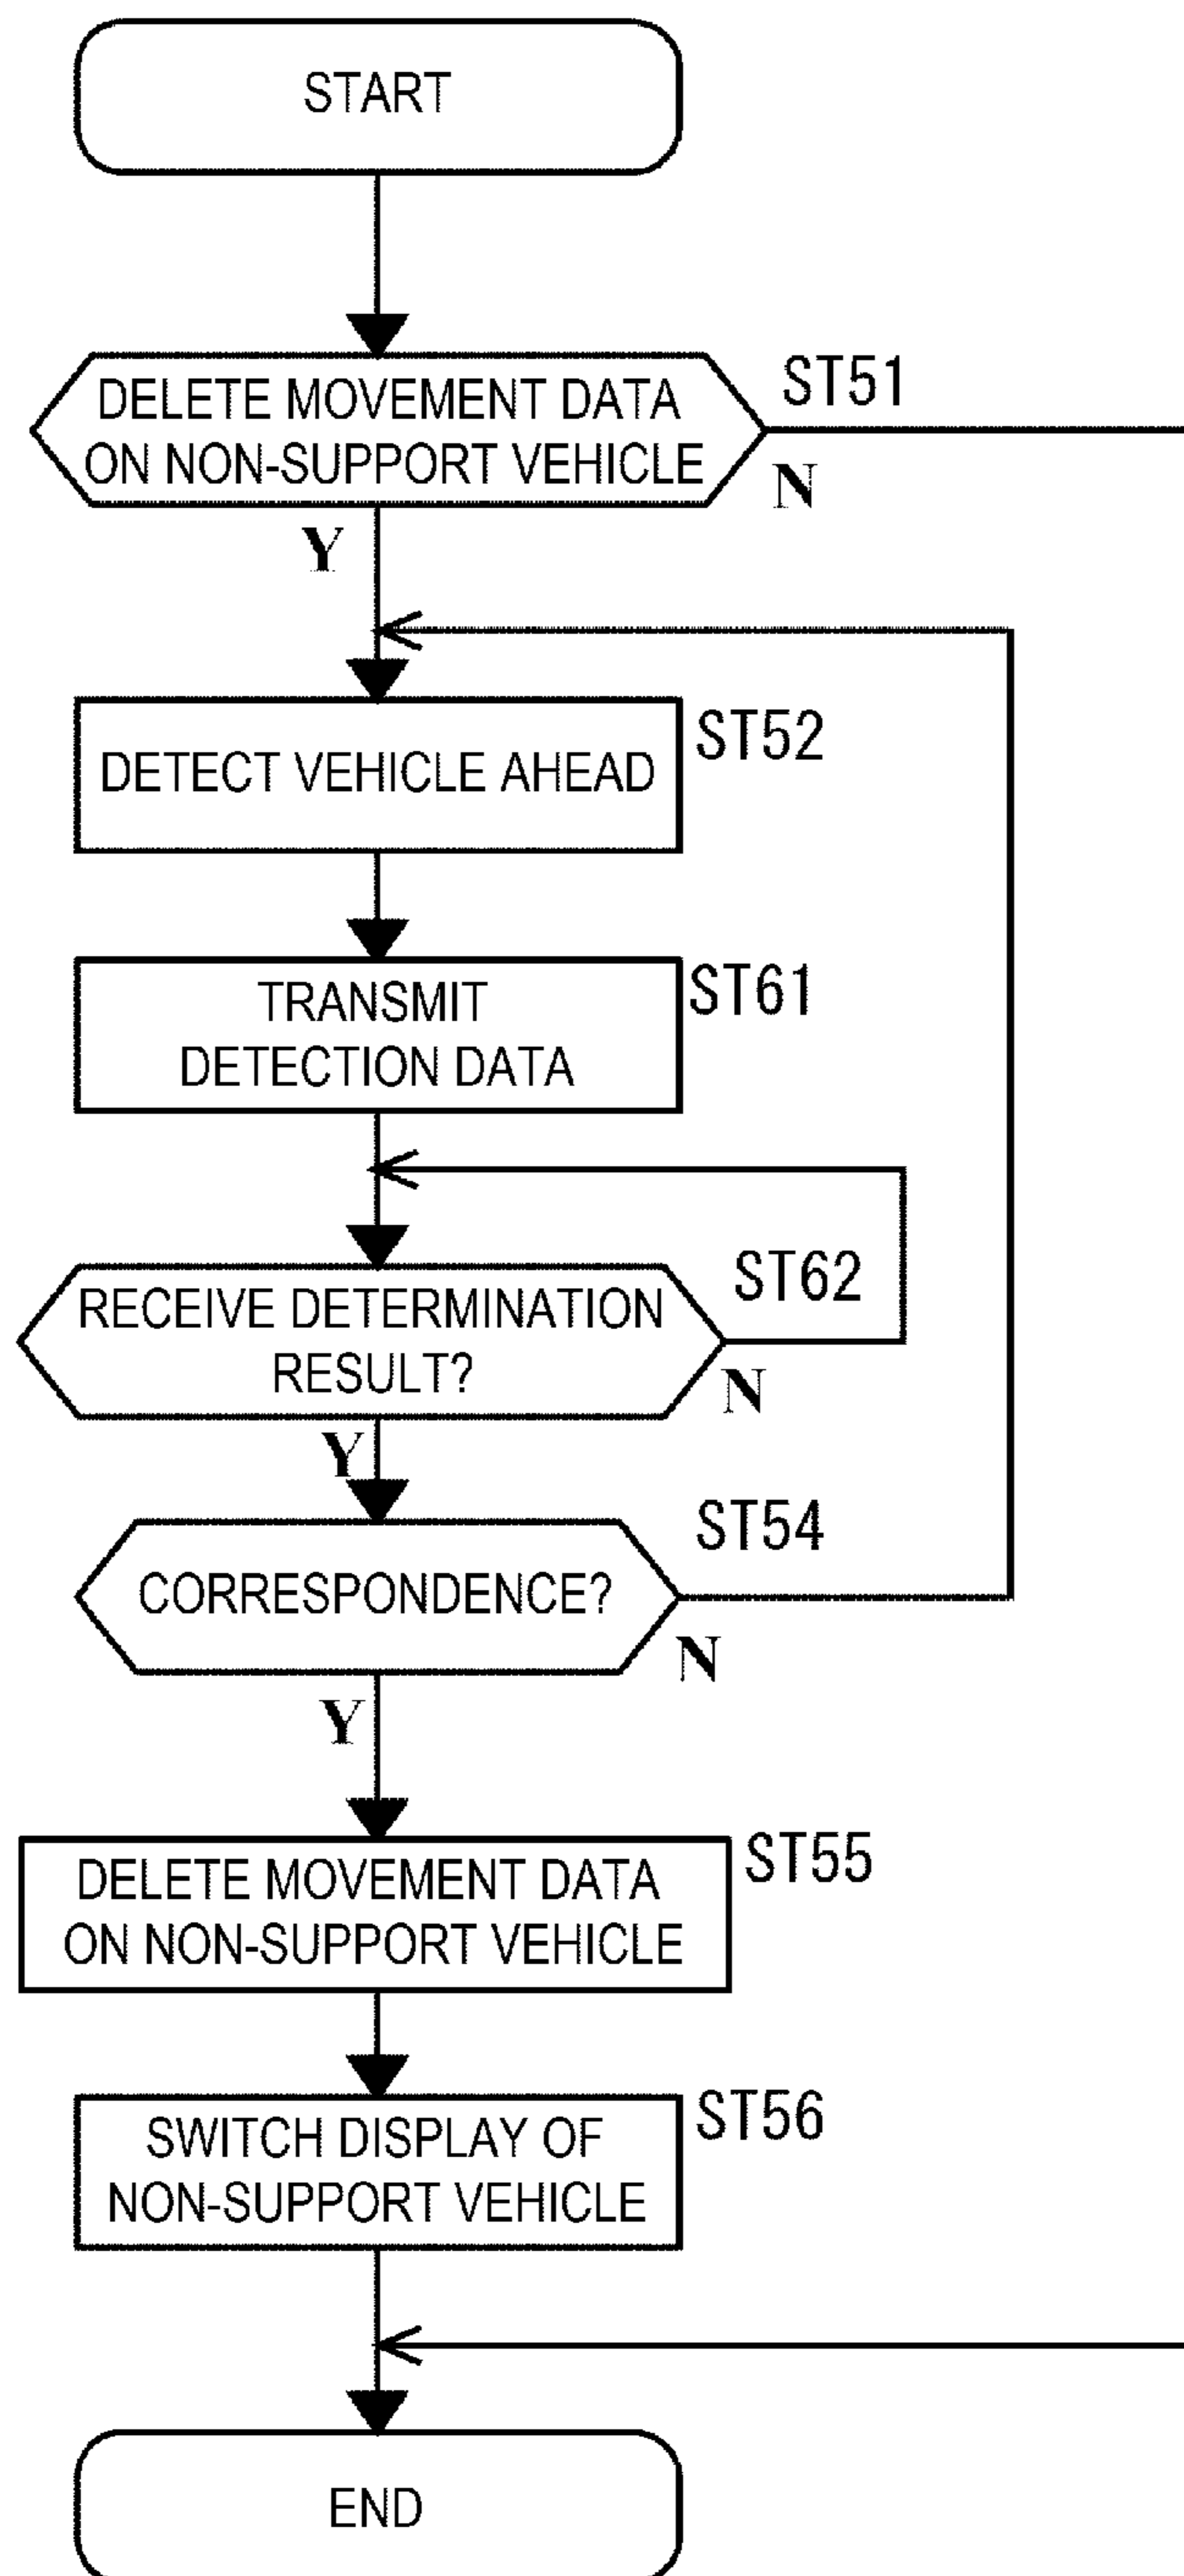 START
DELETE MOVEMENT DATA
ON NON-SUPPORT VEHICLE
ST51
N
Y
DETECT VEHICLE AHEAD
ST52
TRANSMIT
DETECTION DATA
ST61
RECEIVE DETERMINATION
RESULT?
ST62
N
Y
CORRESPONDENCE?
ST54
N
Y
DELETE MOVEMENT DATA
ON NON-SUPPORT VEHICLE
ST55
SWITCH DISPLAY OF
NON-SUPPORT VEHICLE
ST56
END